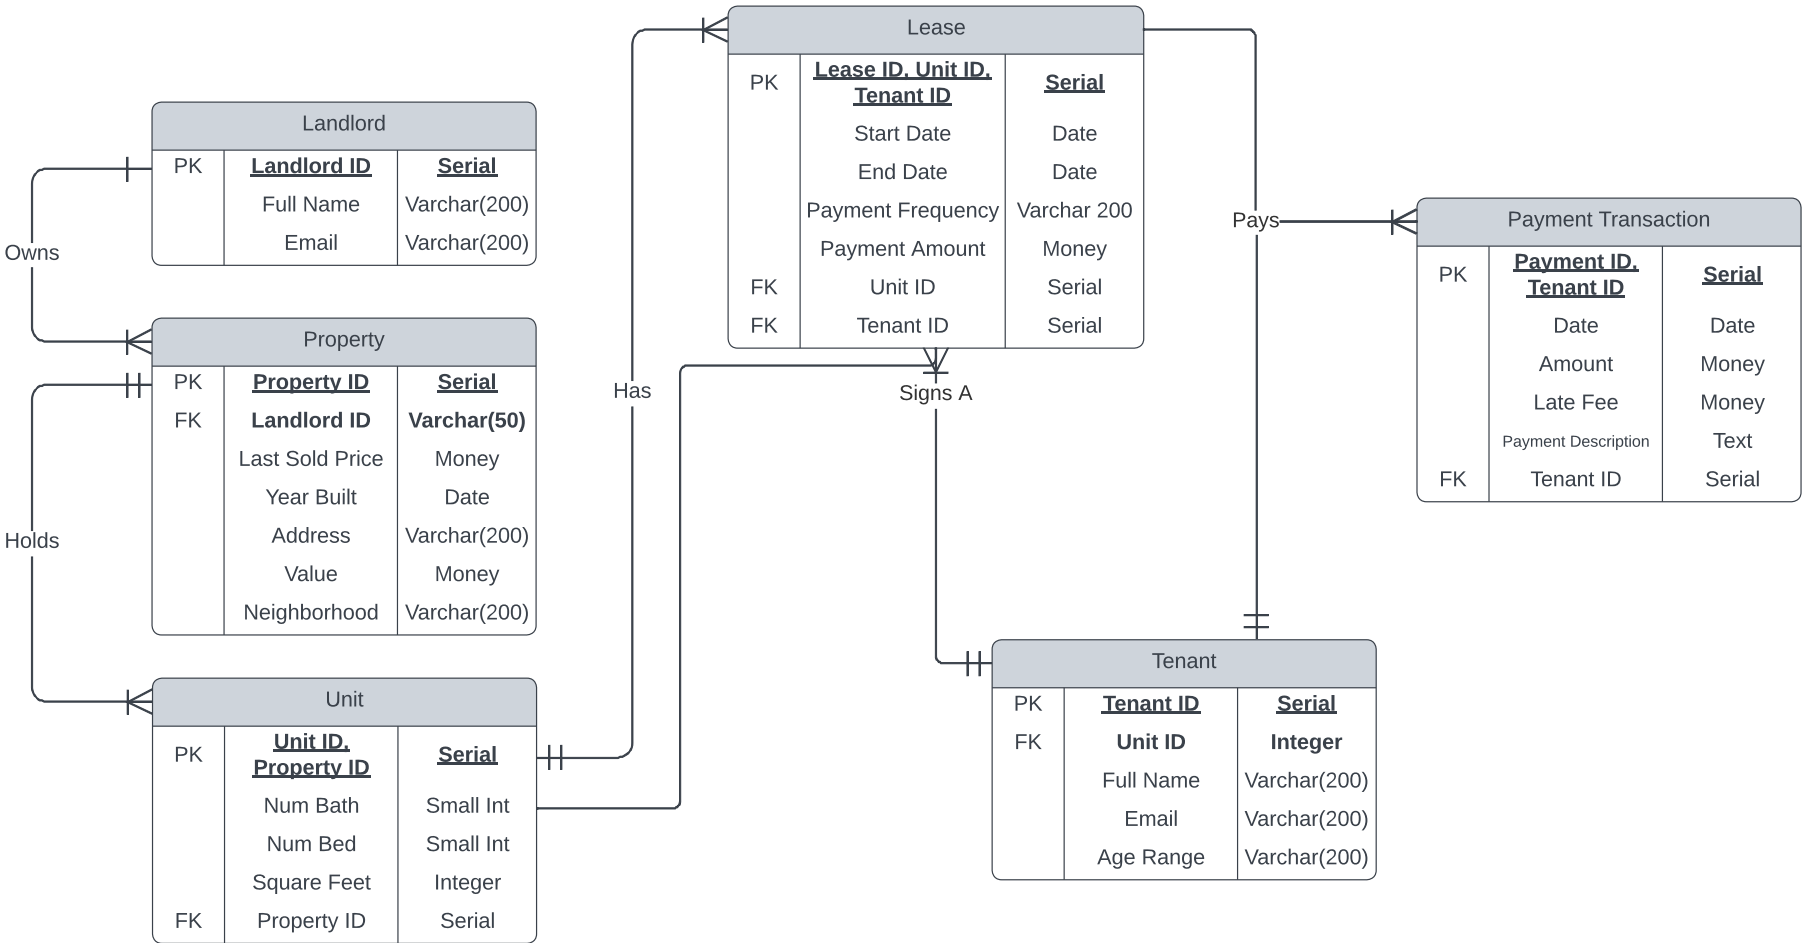 Landlord
PK Landlord ID Serial
Full Name Varchar(200)
Email Varchar(200)
Owns
Property
PK Property ID Serial
FK Landlord ID Varchar(50)
Last Sold Price Money
Year Built Date
Address Varchar(200)
Value Money
Neighborhood Varchar(200)
Holds
Unit
PK Unit ID, Property ID Serial
Num Bath Small Int
Num Bed Small Int
Square Feet Integer
FK Property ID Serial
Has
Lease
PK Lease ID, Unit ID, Tenant ID Serial
Start Date Date
End Date Date
Payment Frequency Varchar 200
Payment Amount Money
FK Unit ID Serial
FK Tenant ID Serial
Signs A
Pays
Payment Transaction
PK Payment ID, Tenant ID Serial
Date Date
Amount Money
Late Fee Money
Payment Description Text
FK Tenant ID Serial
Tenant
PK Tenant ID Serial
FK Unit ID Integer
Full Name Varchar(200)
Email Varchar(200)
Age Range Varchar(200)